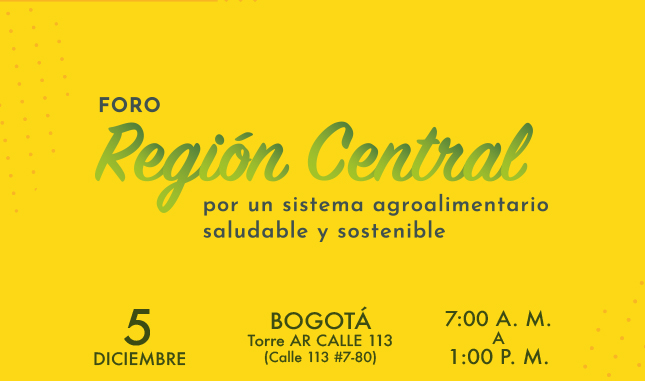 FORO
Región Central
por un sistema agroalimentario
saludable y sostenible
5
DICIEMBRE
BOGOTÁ
Torre AR CALLE 113
(Calle 113 #7-80)
7:00 A. M.
A
1:00 P. M.